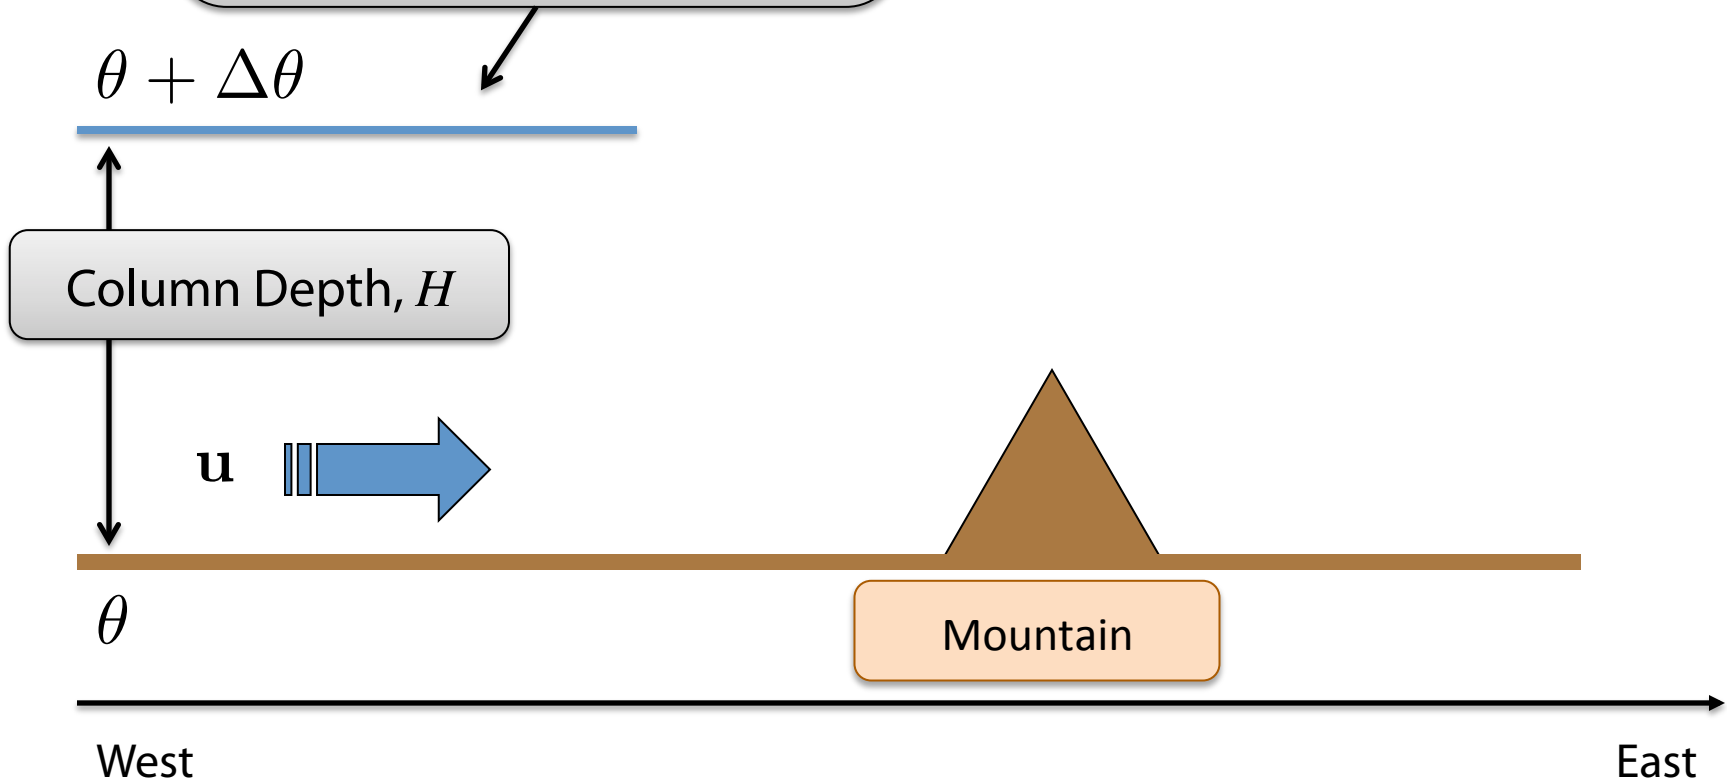 θ + Δθ
Column Depth, H
u
θ
Mountain
West
East